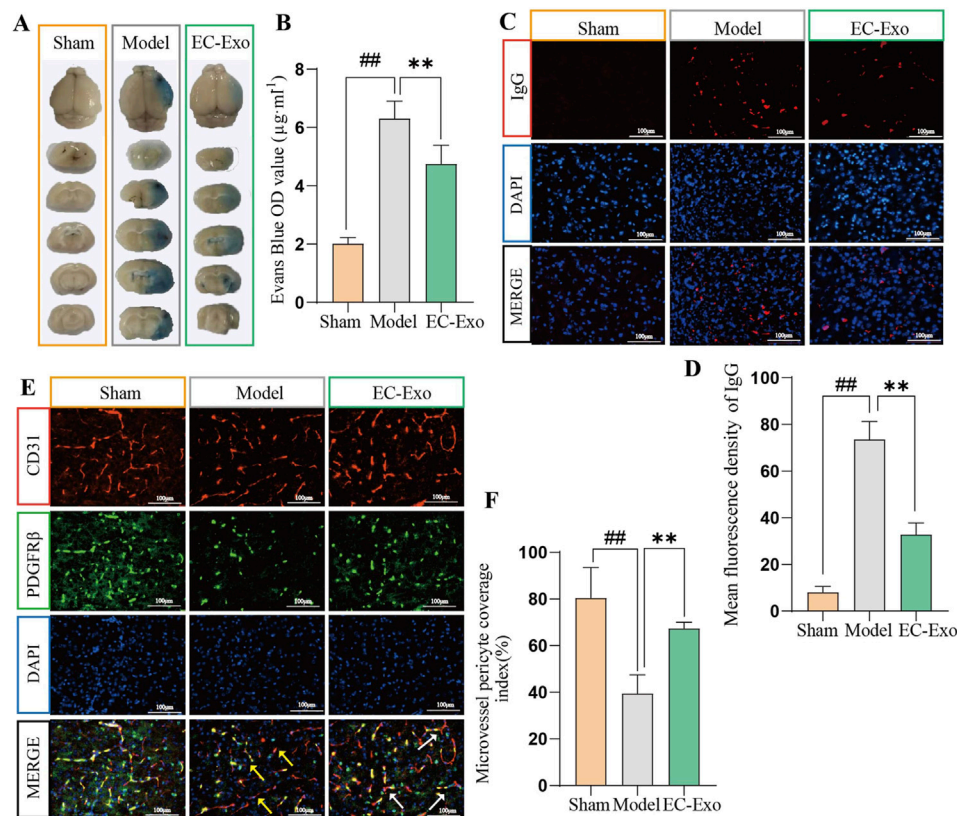 A
Sham
Model
EC-Exo
B
Evans Blue OD value (µg·ml⁻¹)
8
6
4
2
0
##
**
Sham
Model
EC-Exo
C
Sham
Model
EC-Exo
IgG
100µm
100µm
100µm
DAPI
100µm
100µm
100µm
MERGE
100µm
100µm
100µm
D
Mean fluorescence density of IgG
100
80
60
40
20
0
##
**
Sham
Model
EC-Exo
E
Sham
Model
EC-Exo
CD31
100µm
100µm
100µm
PDGFRβ
100µm
100µm
100µm
DAPI
100µm
100µm
100µm
MERGE
100µm
100µm
100µm
F
Microvessel pericyte coverage
index(%)
100
80
60
40
20
0
##
**
Sham
Model
EC-Exo